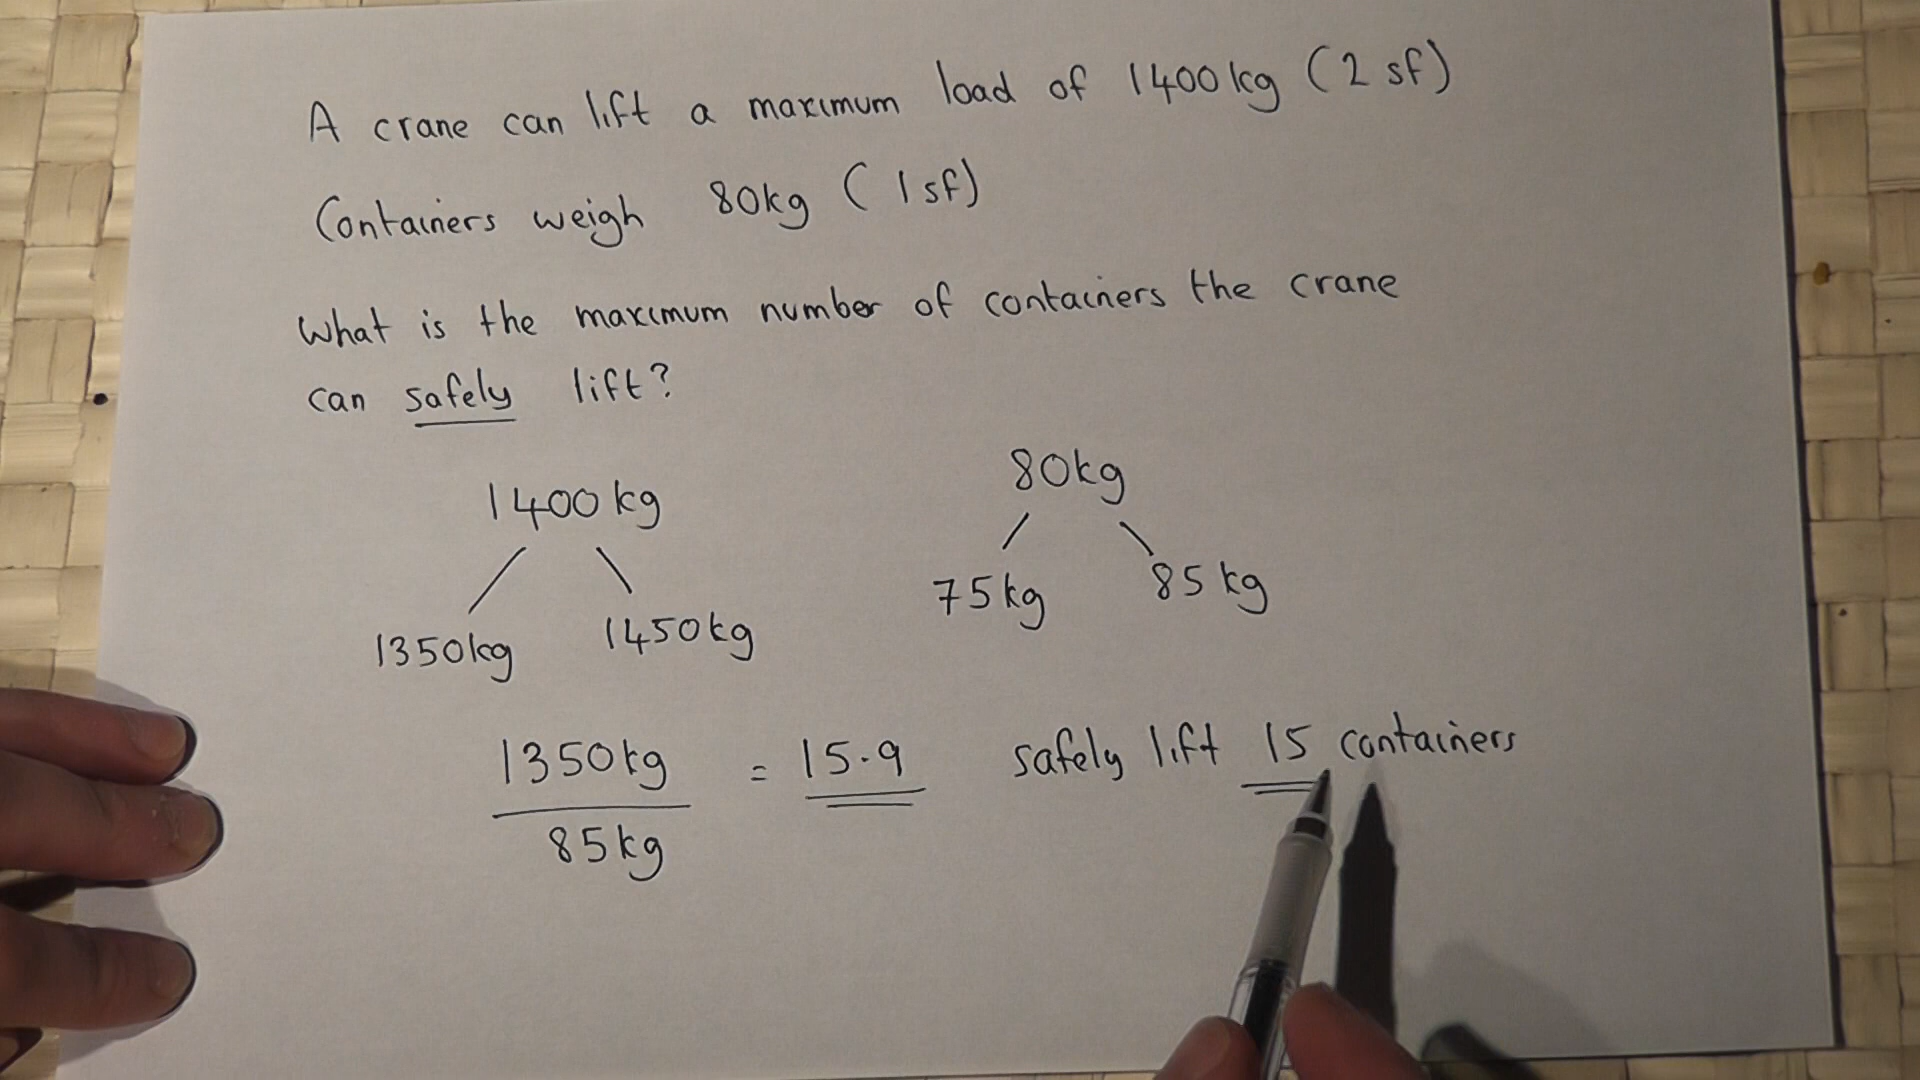 A crane can lift a maximum load of 1400kg (2 sf)
Containers weigh 80kg (1sf)
What is the maximum number of containers the crane
can safely lift?
1400kg
80kg
1350kg 1450kg
75kg 85kg
1350kg = 15.9 safely lift 15 containers
85kg